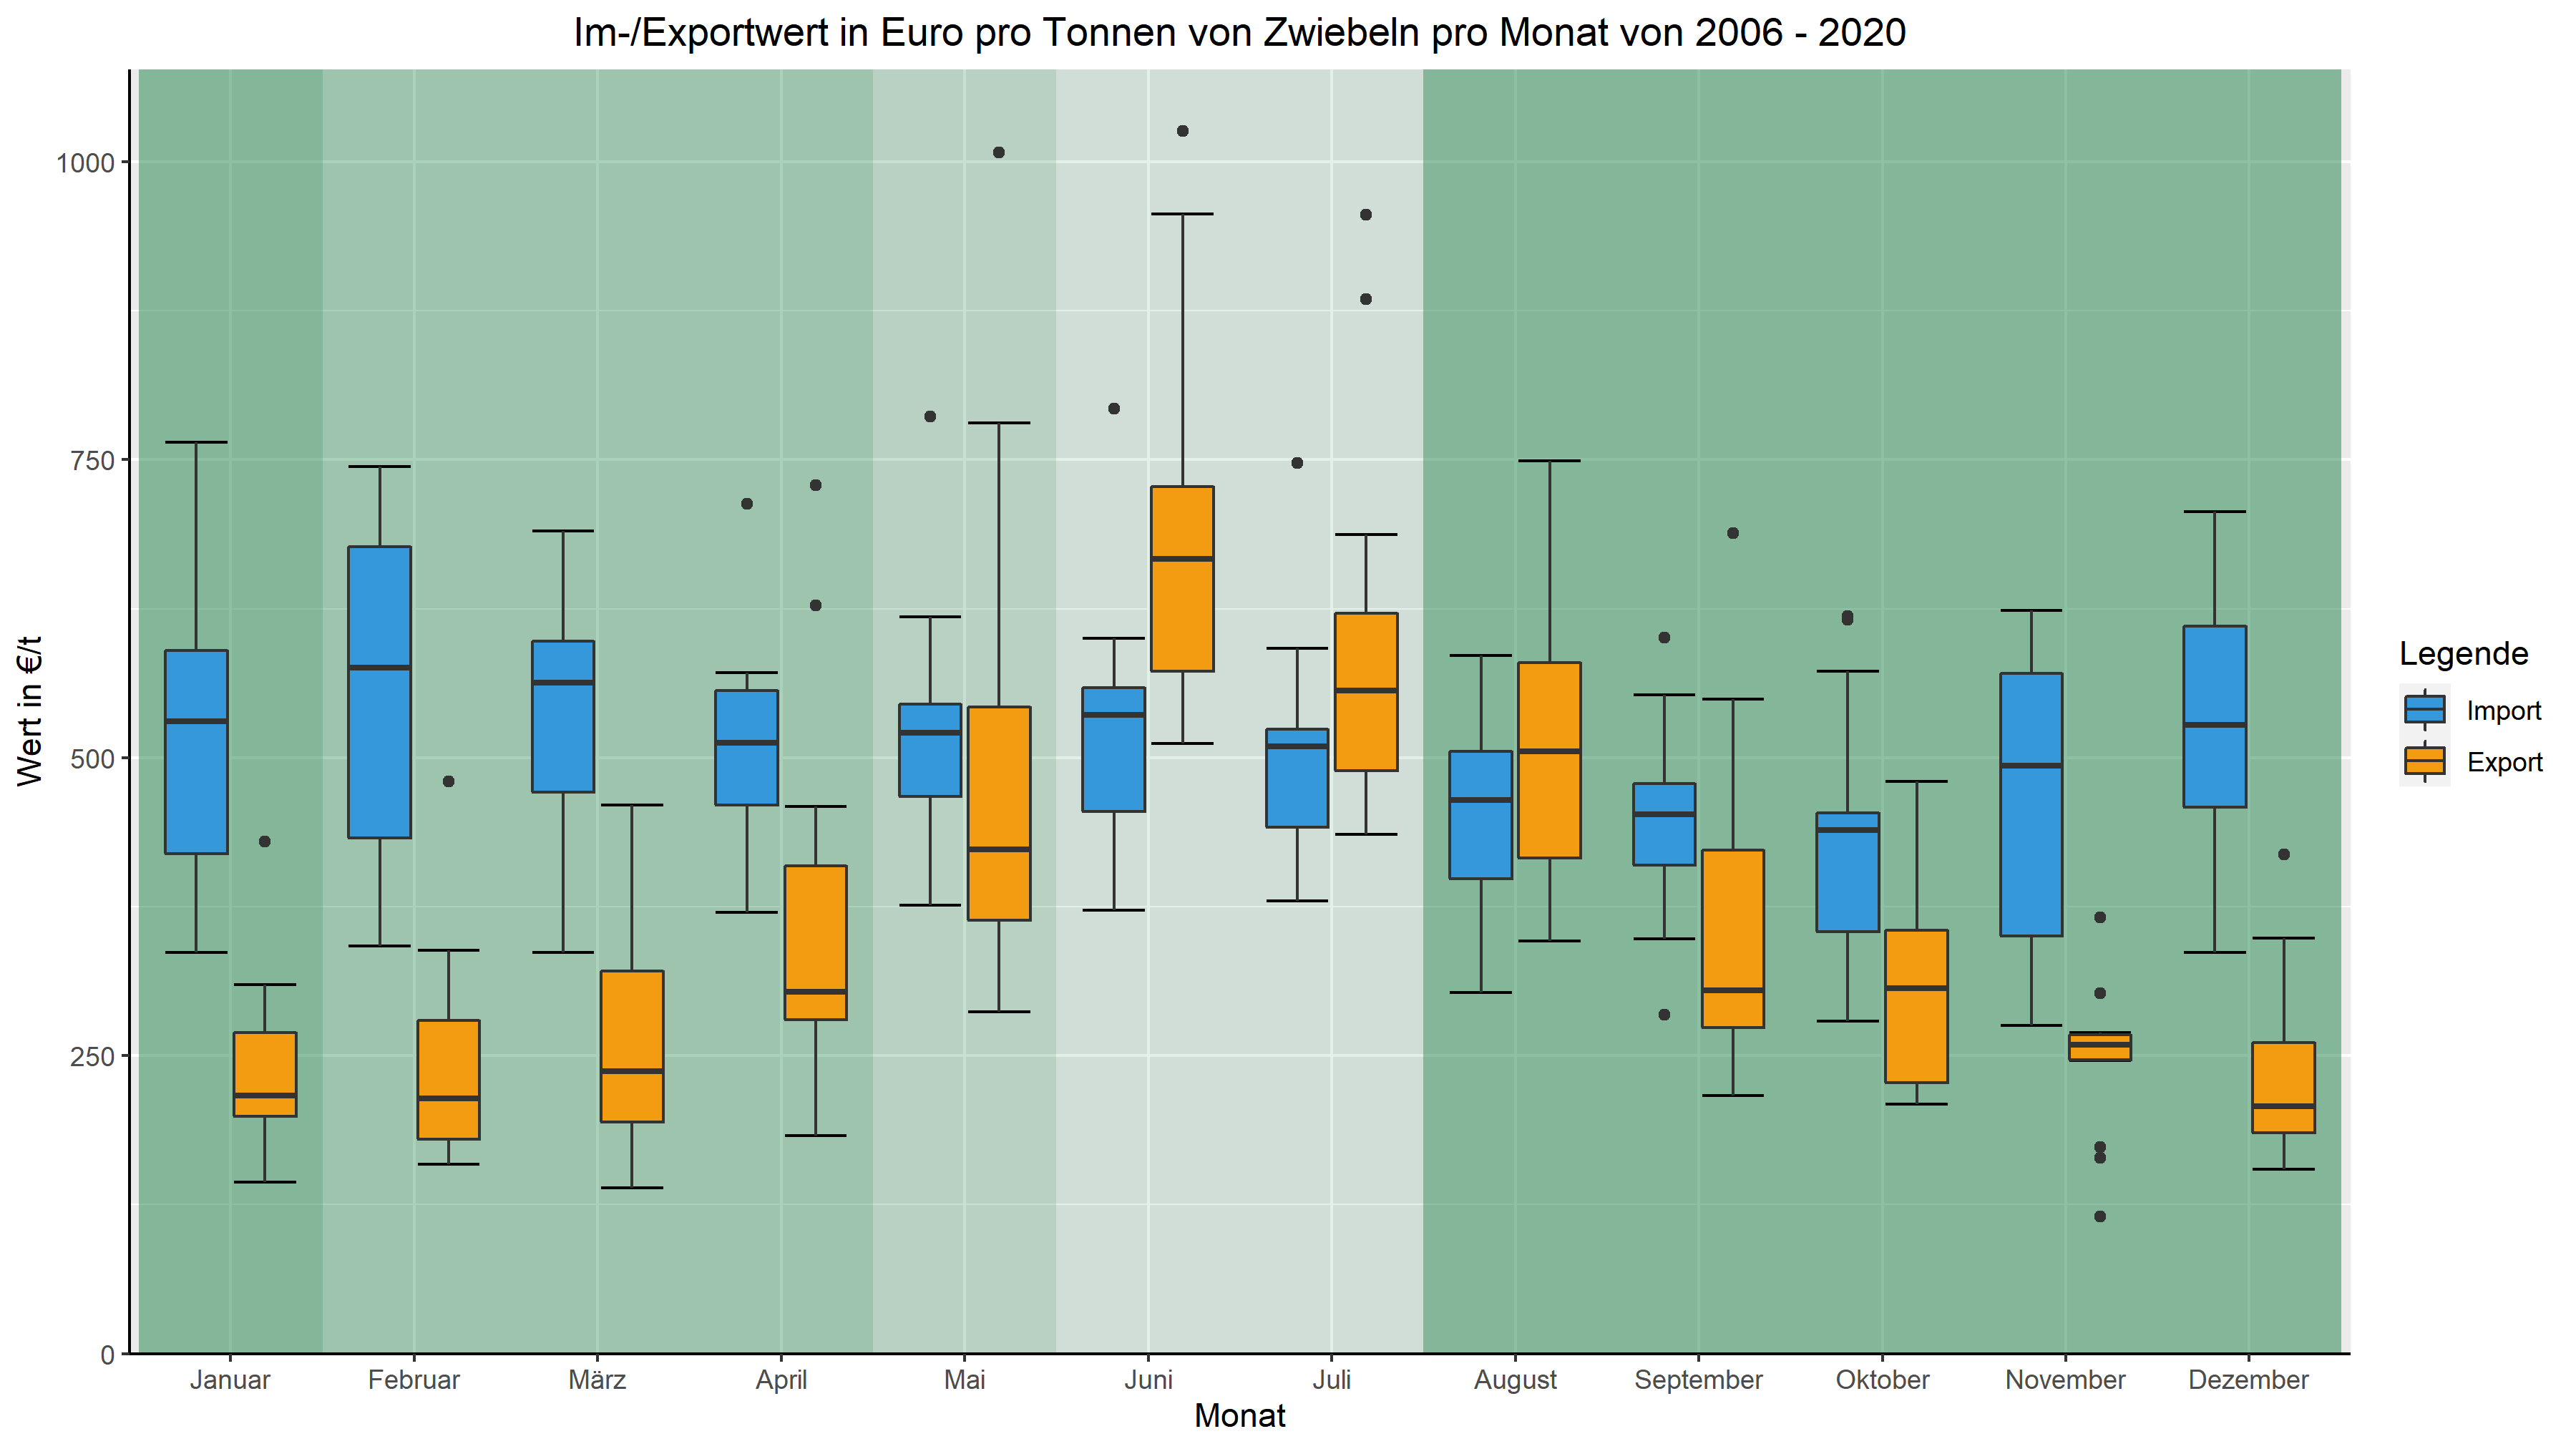 Im-/Exportwert in Euro pro Tonnen von Zwiebeln pro Monat von 2006 - 2020
Wert in €/t
1000
750
500
250
0
Januar Februar März April Mai Juni Juli August September Oktober November Dezember
Monat
Legende
Import
Export